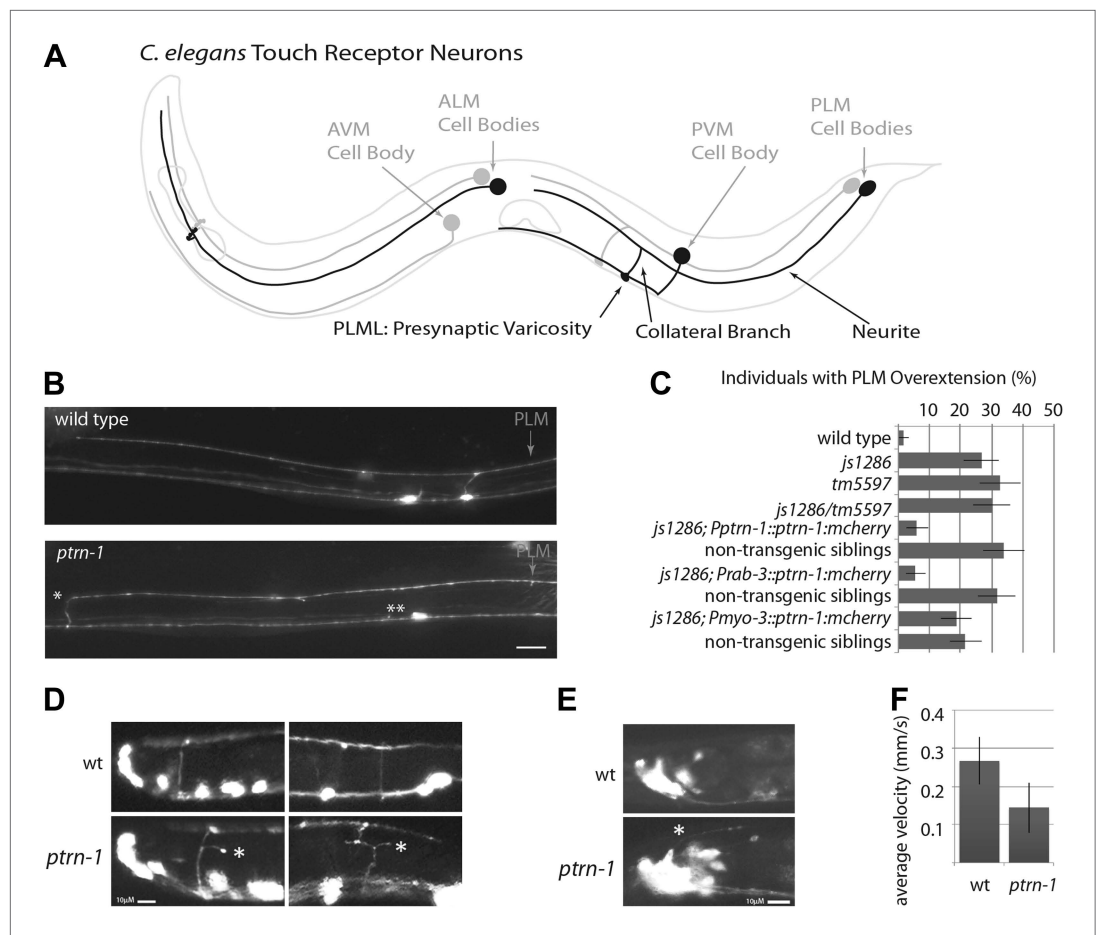 A
C. elegans Touch Receptor Neurons
ALM
Cell Bodies
AVM
Cell Body
PVM
Cell Body
PLM
Cell Bodies
PLML: Presynaptic Varicosity
Collateral Branch
Neurite
B
wild type
PLM
ptrn-1
PLM
*
**
C
Individuals with PLM Overextension (%)
10 20 30 40 50
wild type
js1286
tm5597
js1286/tm5597
js1286; Pptrn-1::ptrn-1:mcherry
non-transgenic siblings
js1286; Prab-3::ptrn-1:mcherry
non-transgenic siblings
js1286; Pmyo-3::ptrn-1:mcherry
non-transgenic siblings
D
wt
ptrn-1
*
*
10µM
E
wt
ptrn-1
*
10µM
F
average velocity (mm/s)
0.4
0.3
0.2
0.1
wt
ptrn-1